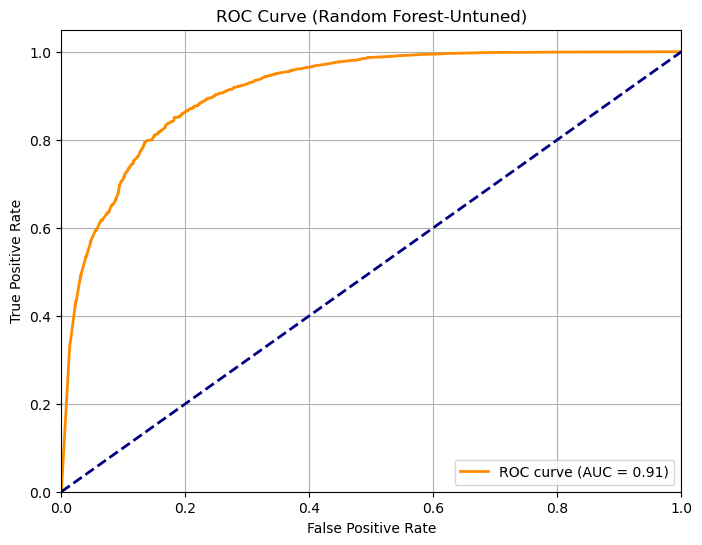 ROC Curve (Random Forest-Untuned)
True Positive Rate
1.0
0.8
0.6
0.4
0.2
0.0
0.0 0.2 0.4 0.6 0.8 1.0
False Positive Rate
ROC curve (AUC = 0.91)